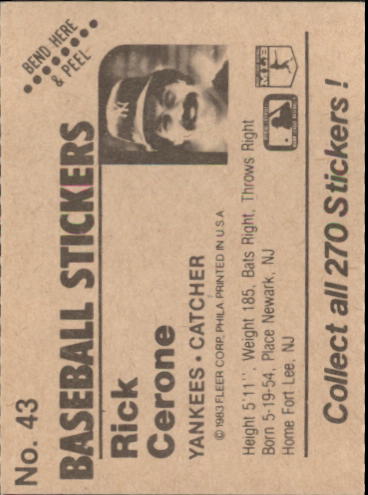 No. 43
BEND HERE
& PEEL
BASEBALL STICKERS
Rick
Cerone
YANKEES • CATCHER
© 1983 FLEER CORP. PHILA PRINTED IN U.S.A
Height 5'11", Weight 185, Bats Right, Throws Right
Born 5-19-54, Place Newark, NJ
Home Fort Lee, NJ
Collect all 270 Stickers !